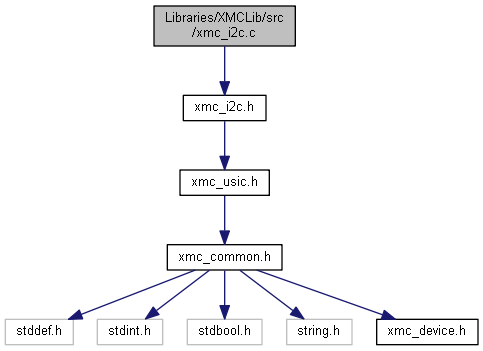 Libraries/XMCLib/src
/xmc_i2c.c
xmc_i2c.h
xmc_usic.h
xmc_common.h
stddef.h
stdint.h
stdbool.h
string.h
xmc_device.h